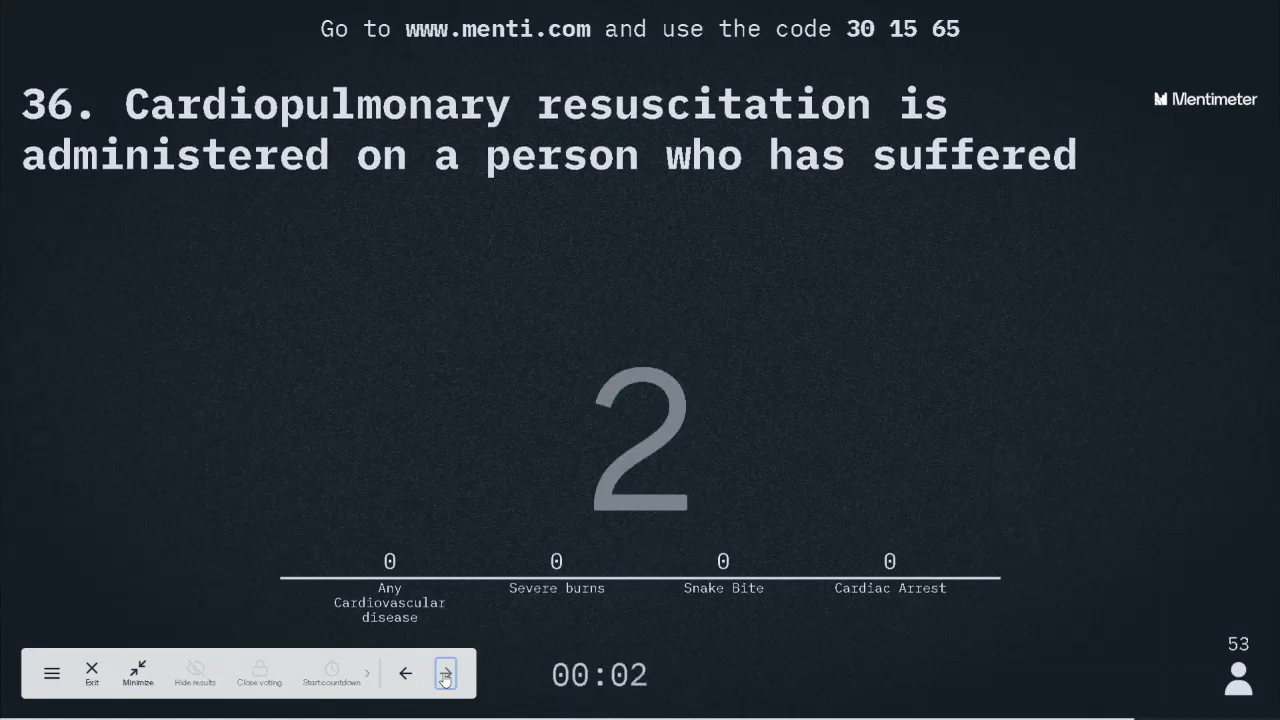 Go to www.menti.com and use the code 30 15 65
36. Cardiopulmonary resuscitation is
administered on a person who has suffered
Mentimeter
2
0 0 0 0
Any Cardiovascular disease
Severe burns
Snake Bite
Cardiac Arrest
53
Exit
Minimize
Hide results
Close voting
Start countdown
00:02